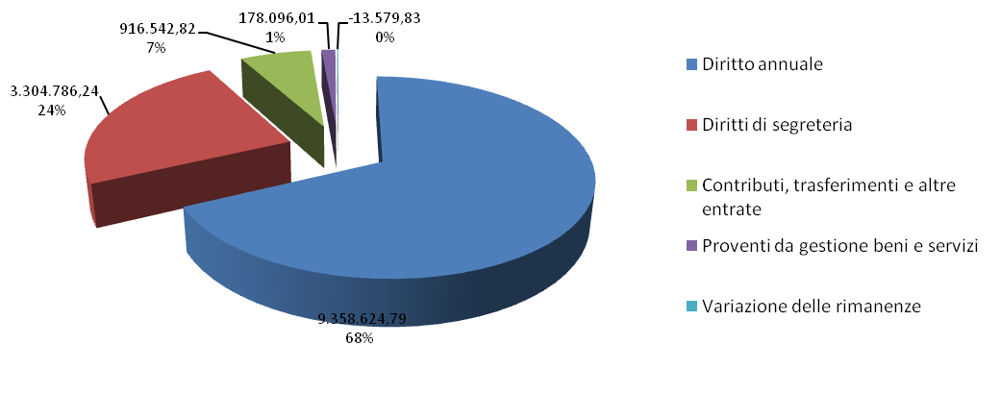 178.096,01
1%
-13.579,83
0%
916.542,82
7%
3.304.786,24
24%
9.358.624,79
68%
Diritto annuale
Diritti di segreteria
Contributi, trasferimenti e altre
entrate
Proventi da gestione beni e servizi
Variazione delle rimanenze